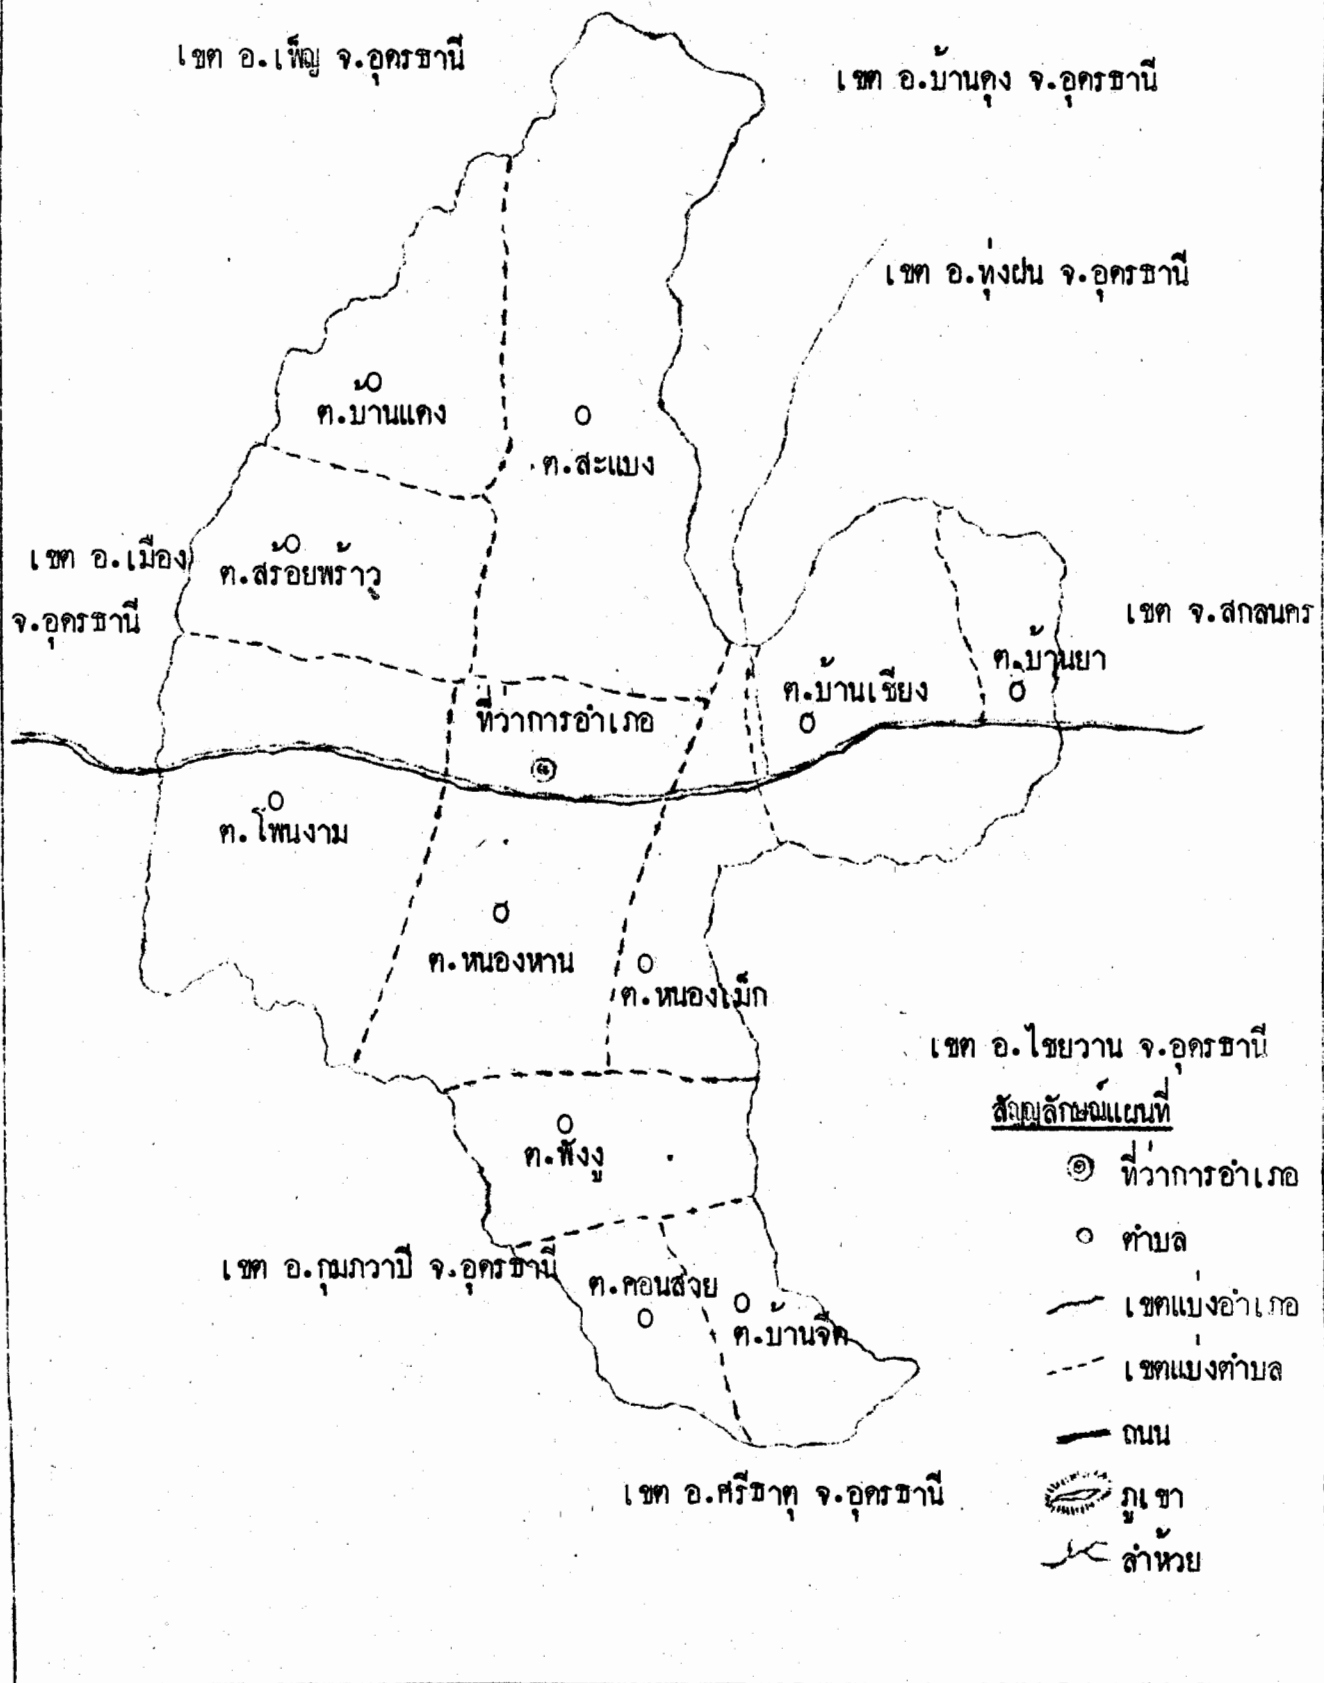 เขต อ.เพ็ญ จ.อุดรธานี
เขต อ.บ้านดุง จ.อุดรธานี
เขต อ.ทุ่งฝน จ.อุดรธานี
ต.บ้านแดง
ต.สะแบง
เขต อ.เมือง
จ.อุดรธานี
ต.สร้อยพร้าว
เขต จ.สกลนคร
ต.บ้านยา
ต.บ้านเชียง
ที่ว่าการอำเภอ
ต.โพนงาม
ต.หนองหาน
ต.หนองเม็ก
เขต อ.ไชยวาน จ.อุดรธานี
สัญญลักษณ์แผนที่
ต.พังงู
ที่ว่าการอำเภอ
ตำบล
เขต อ.กุมภวาปี จ.อุดรธานี
ต.ดอนสวย
ต.บ้านจีต
เขตแบ่งอำเภอ
เขตแบ่งตำบล
ถนน
เขต อ.ศรีธาตุ จ.อุดรธานี
ภูเขา
ลำห้วย